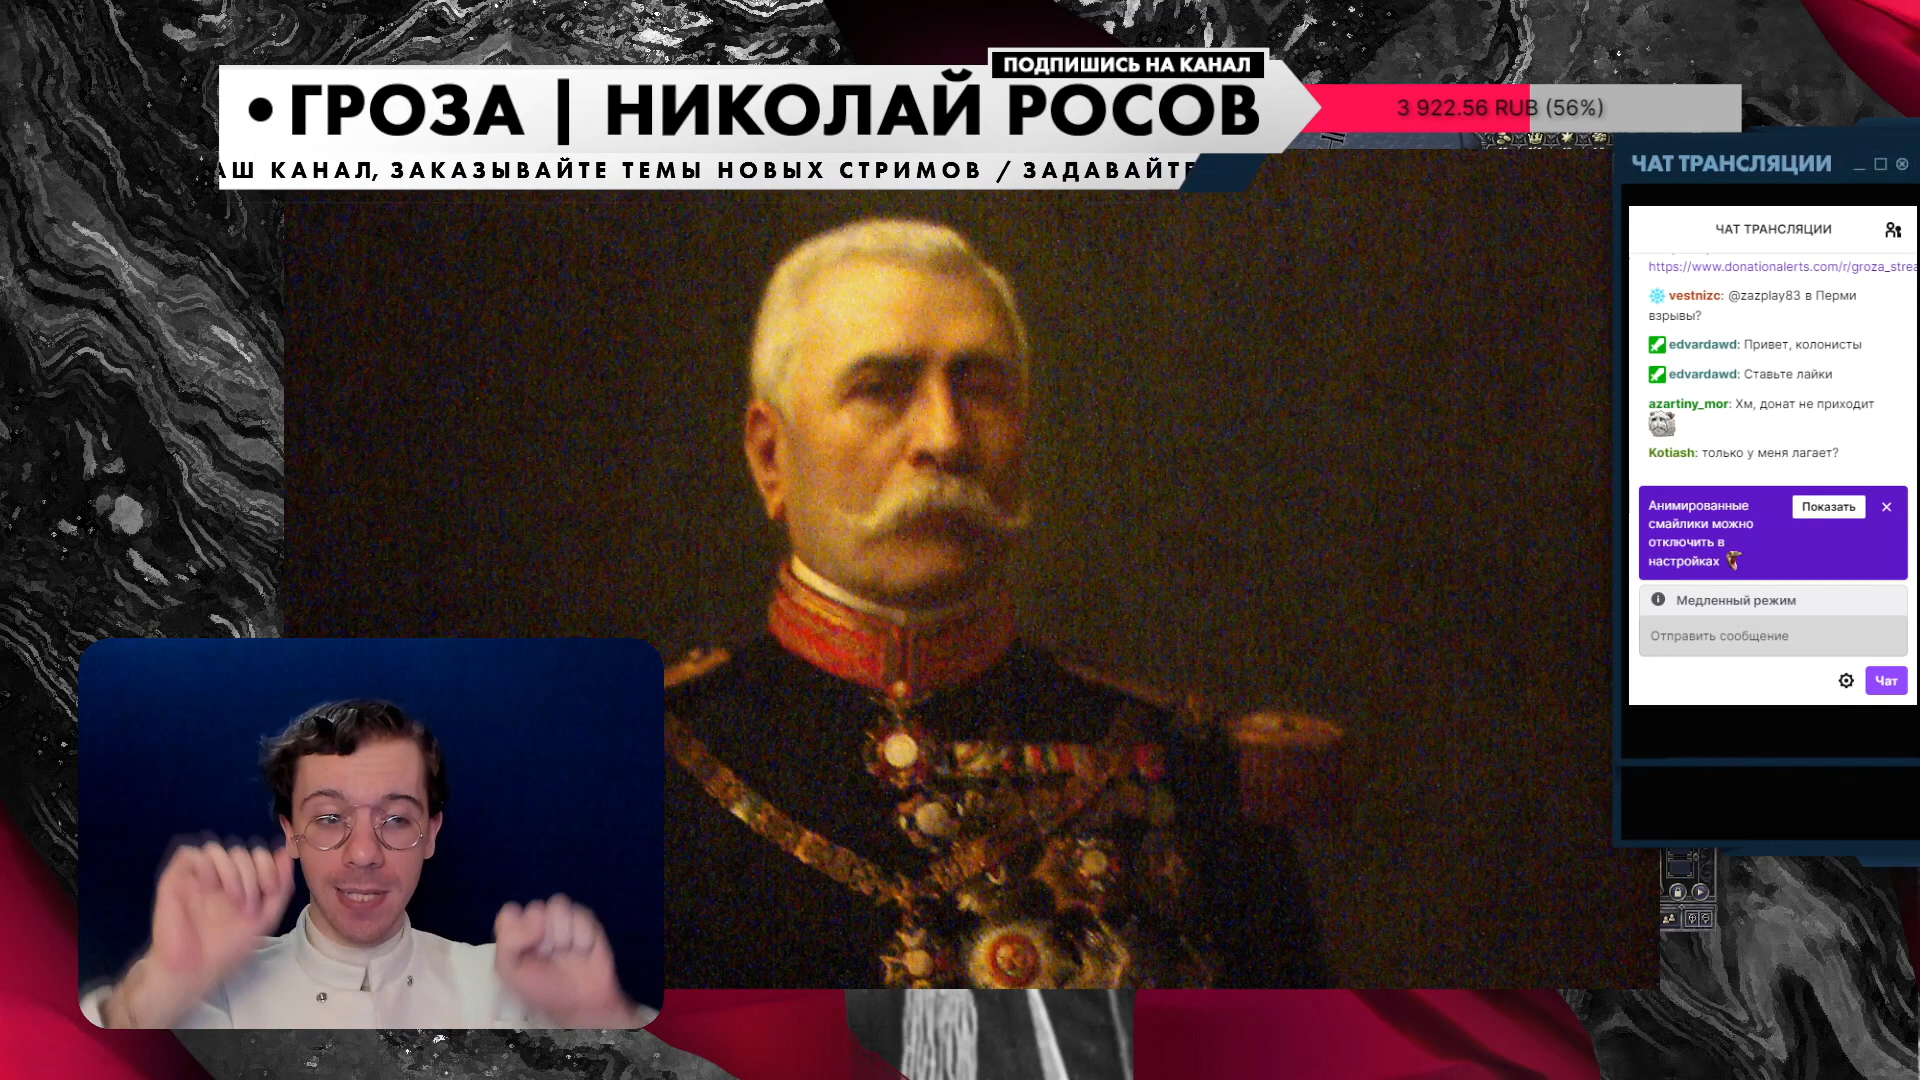 ПОДПИШИСЬ НА КАНАЛ
• ГРОЗА | НИКОЛАЙ РОСОВ
3 922.56 RUB (56%)
АШ КАНАЛ, ЗАКАЗЫВАЙТЕ ТЕМЫ НОВЫХ СТРИМОВ / ЗАДАВАЙТЕ
ЧАТ ТРАНСЛЯЦИИ
ЧАТ ТРАНСЛЯЦИИ
https://www.donationalerts.com/r/groza_strea
vestnizc: @zazplay83 в Перми
взрывы?
edvardawd: Привет, колонисты
edvardawd: Ставьте лайки
azartiny_mor: Хм, донат не приходит
Kotiash: только у меня лагает?
Анимированные
смайлики можно
отключить в
настройках
Показать
Медленный режим
Отправить сообщение
Чат